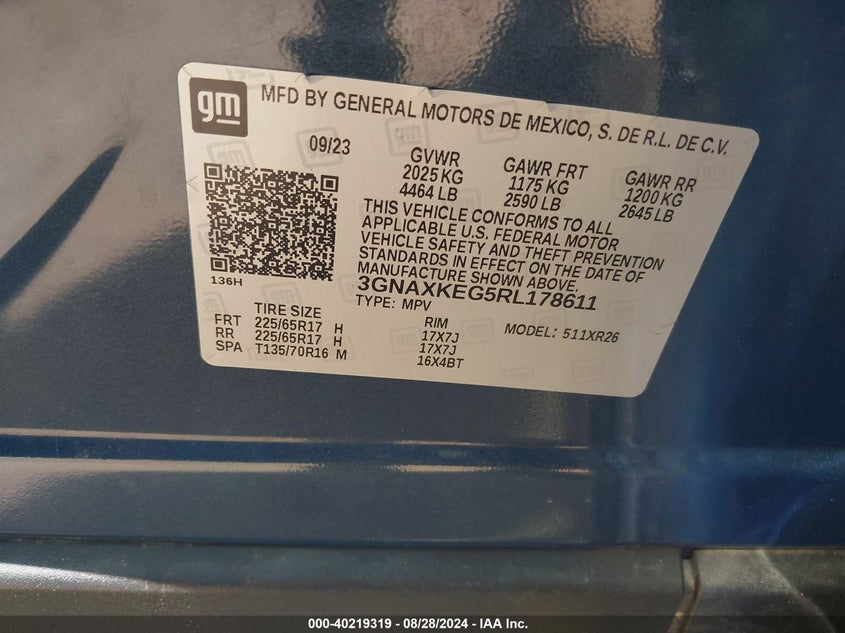 gm
MFD BY GENERAL MOTORS DE MEXICO, S. DE R.L. DE C.V.
09/23
GVWR
2025 KG
4464 LB
GAWR FRT
1175 KG
2590 LB
GAWR RR
1200 KG
2645 LB
THIS VEHICLE CONFORMS TO ALL
APPLICABLE U.S. FEDERAL MOTOR
VEHICLE SAFETY AND THEFT PREVENTION
STANDARDS IN EFFECT ON THE DATE OF
MANUFACTURE SHOWN ABOVE.
136H
3GNAXKEG5RL178611
TYPE: MPV
TIRE SIZE RIM MODEL: 511XR26
FRT 225/65R17 H 17X7J
RR 225/65R17 H 17X7J
SPA T135/70R16 M 16X4BT
000-40219319 - 08/28/2024 - IAA Inc.